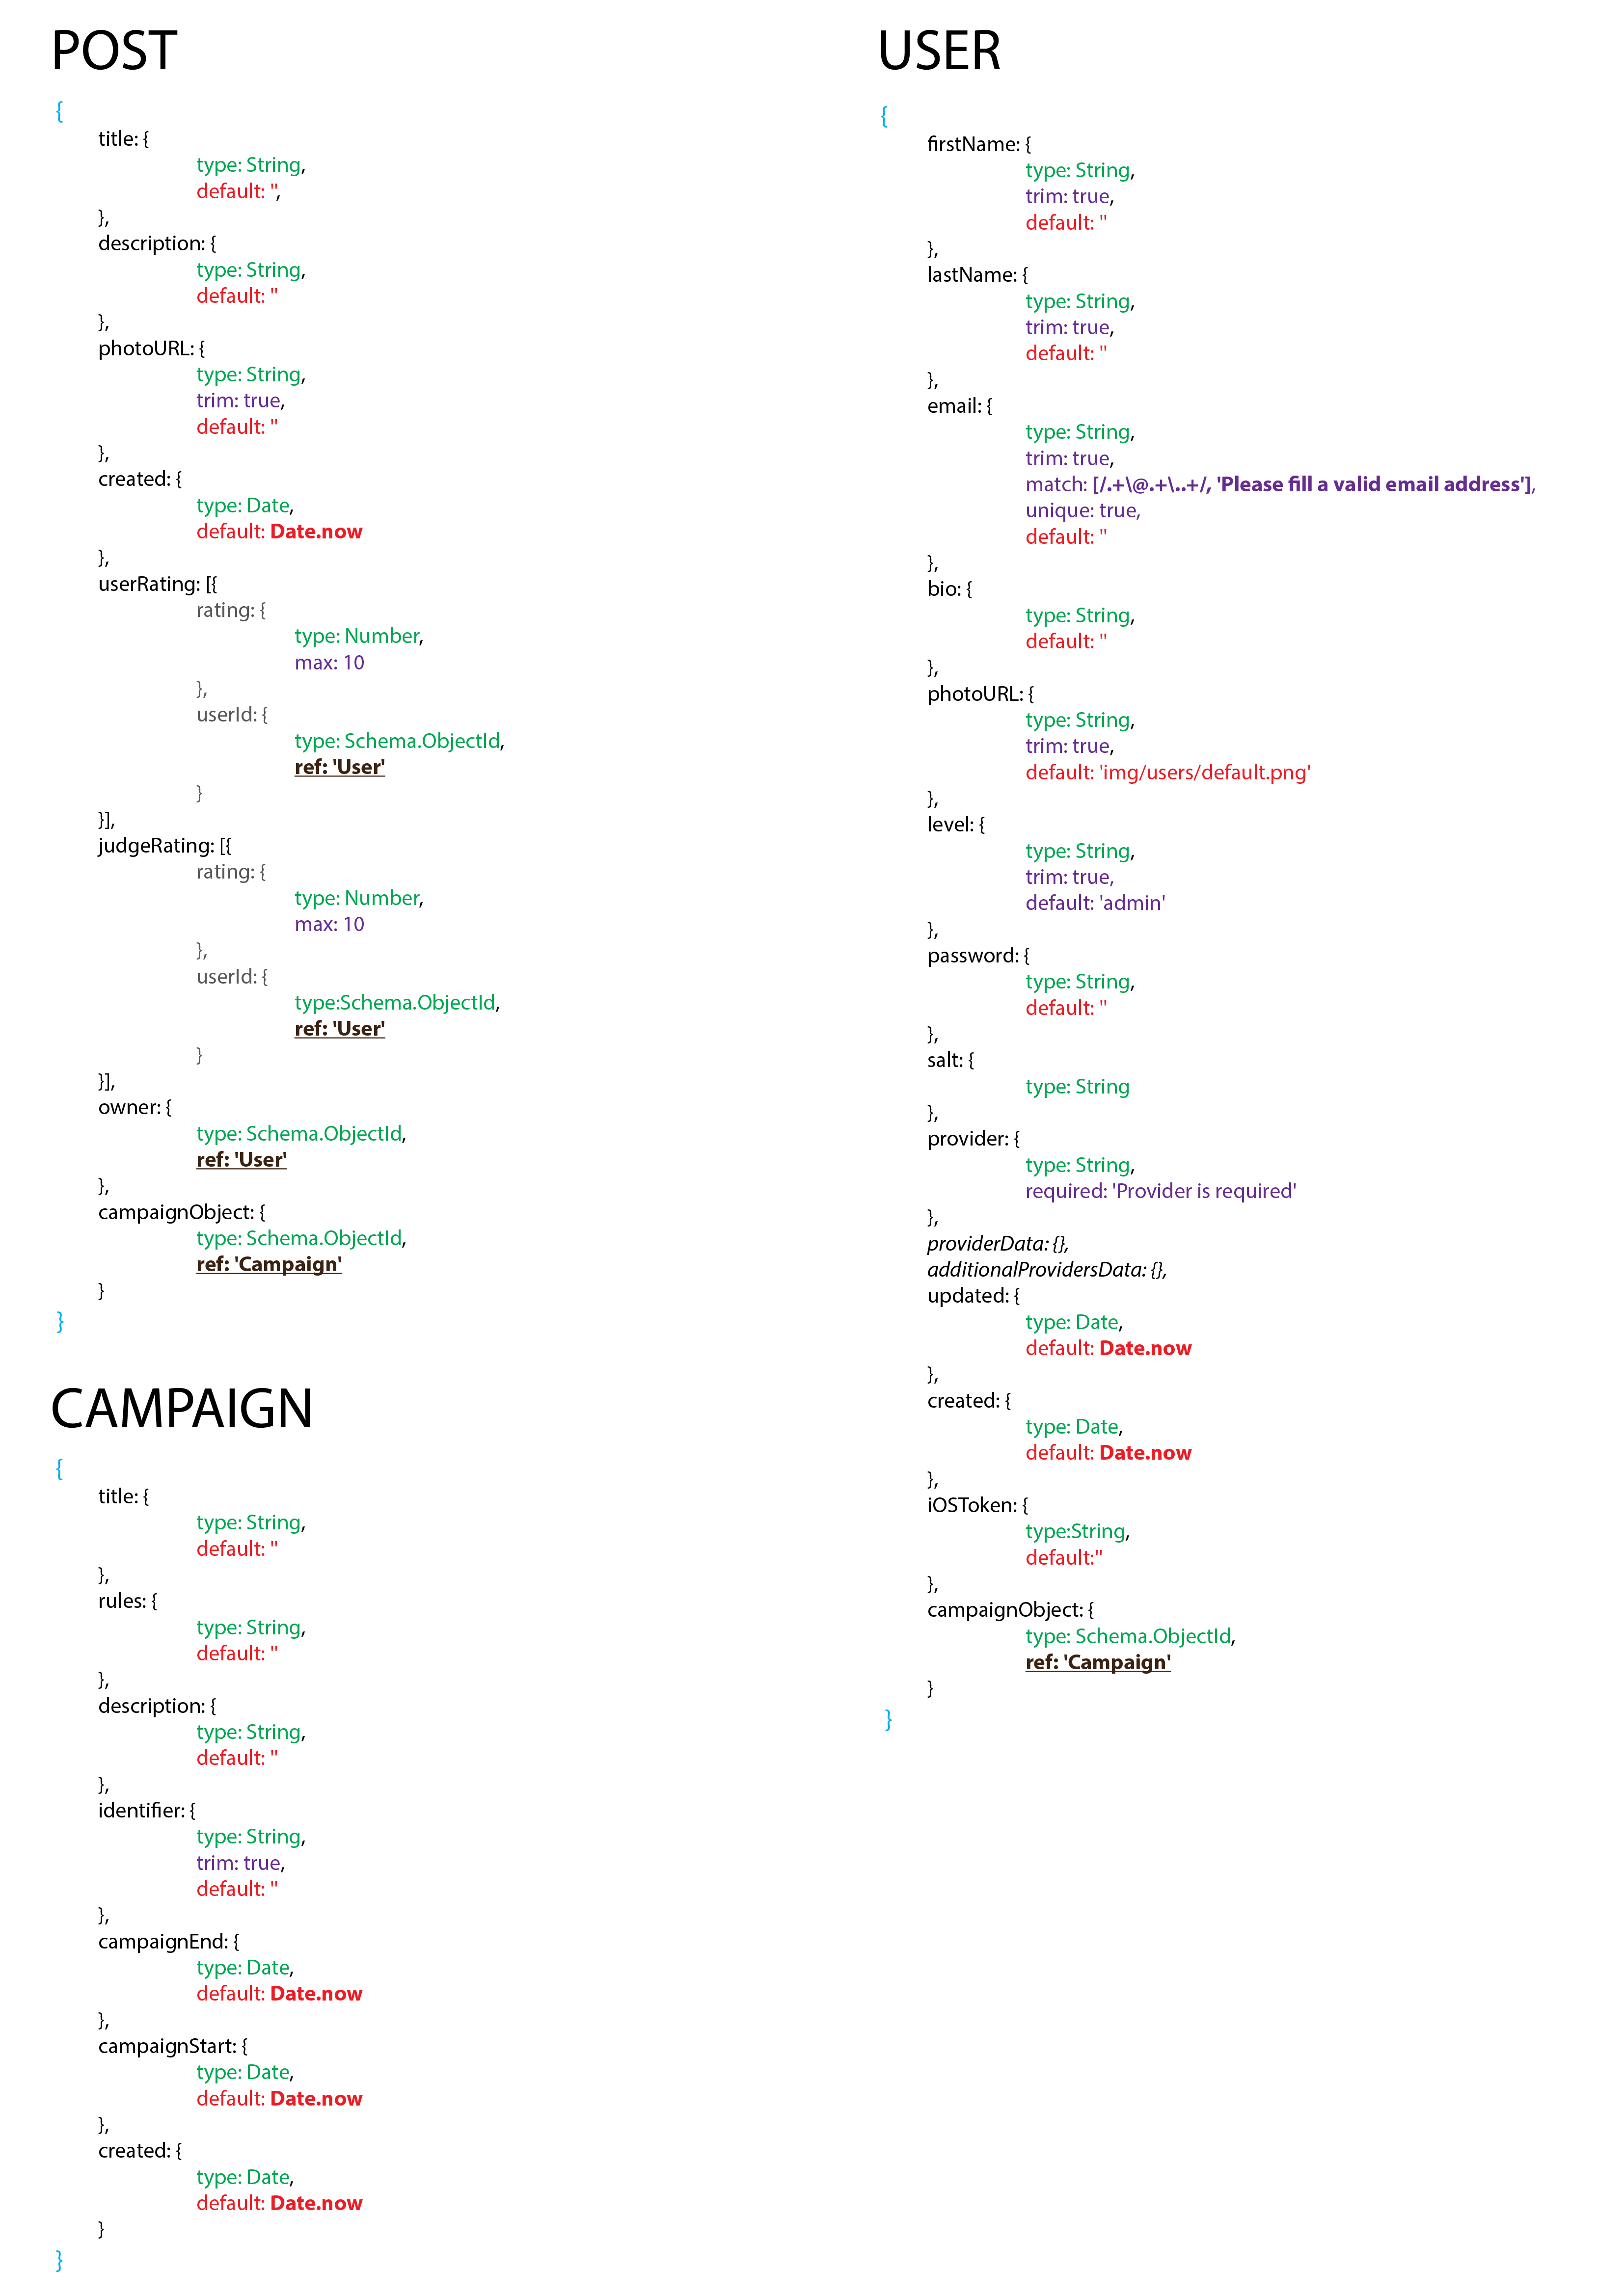 POST
{
title: {
type: String,
default: '',
},
description: {
type: String,
default: ''
},
photoURL: {
type: String,
trim: true,
default: ''
},
created: {
type: Date,
default: Date.now
},
userRating: [{
rating: {
type: Number,
max: 10
},
userId: {
type: Schema.ObjectId,
ref: 'User'
}
}],
judgeRating: [{
rating: {
type: Number,
max: 10
},
userId: {
type:Schema.ObjectId,
ref: 'User'
}
}],
owner: {
type: Schema.ObjectId,
ref: 'User'
},
campaignObject: {
type: Schema.ObjectId,
ref: 'Campaign'
}
}
CAMPAIGN
{
title: {
type: String,
default: ''
},
rules: {
type: String,
default: ''
},
description: {
type: String,
default: ''
},
identifier: {
type: String,
trim: true,
default: ''
},
campaignEnd: {
type: Date,
default: Date.now
},
campaignStart: {
type: Date,
default: Date.now
},
created: {
type: Date,
default: Date.now
}
}
USER
{
firstName: {
type: String,
trim: true,
default: ''
},
lastName: {
type: String,
trim: true,
default: ''
},
email: {
type: String,
trim: true,
match: [/.+\@.+\..+/, 'Please fill a valid email address'],
unique: true,
default: ''
},
bio: {
type: String,
default: ''
},
photoURL: {
type: String,
trim: true,
default: 'img/users/default.png'
},
level: {
type: String,
trim: true,
default: 'admin'
},
password: {
type: String,
default: ''
},
salt: {
type: String
},
provider: {
type: String,
required: 'Provider is required'
},
providerData: {},
additionalProvidersData: {},
updated: {
type: Date,
default: Date.now
},
created: {
type: Date,
default: Date.now
},
iOSToken: {
type:String,
default:''
},
campaignObject: {
type: Schema.ObjectId,
ref: 'Campaign'
}
}